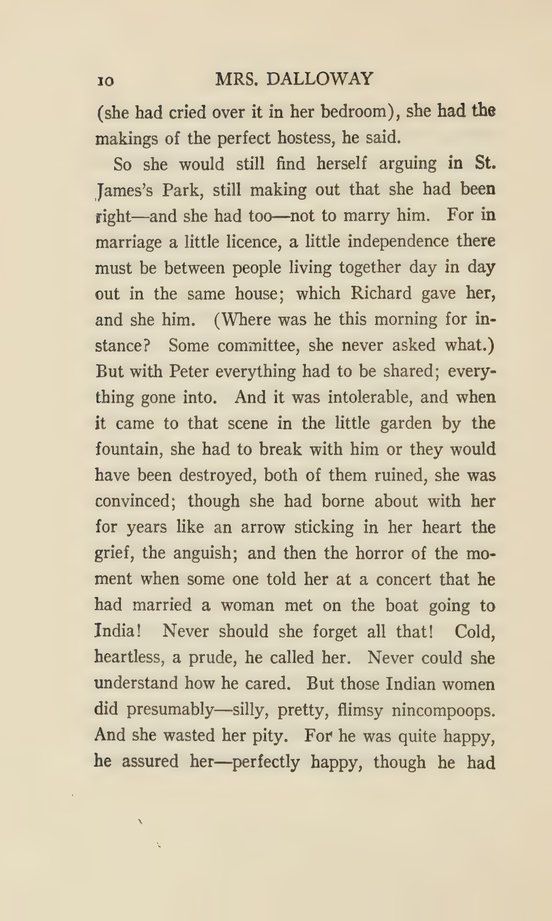 10 MRS. DALLOWAY
(she had cried over it in her bedroom), she had the
makings of the perfect hostess, he said.
So she would still find herself arguing in St.
James's Park, still making out that she had been
right—and she had too—not to marry him. For in
marriage a little licence, a little independence there
must be between people living together day in day
out in the same house; which Richard gave her,
and she him. (Where was he this morning for in-
stance? Some committee, she never asked what.)
But with Peter everything had to be shared; every-
thing gone into. And it was intolerable, and when
it came to that scene in the little garden by the
fountain, she had to break with him or they would
have been destroyed, both of them ruined, she was
convinced; though she had borne about with her
for years like an arrow sticking in her heart the
grief, the anguish; and then the horror of the mo-
ment when some one told her at a concert that he
had married a woman met on the boat going to
India! Never should she forget all that! Cold,
heartless, a prude, he called her. Never could she
understand how he cared. But those Indian women
did presumably—silly, pretty, flimsy nincompoops.
And she wasted her pity. For he was quite happy,
he assured her—perfectly happy, though he had